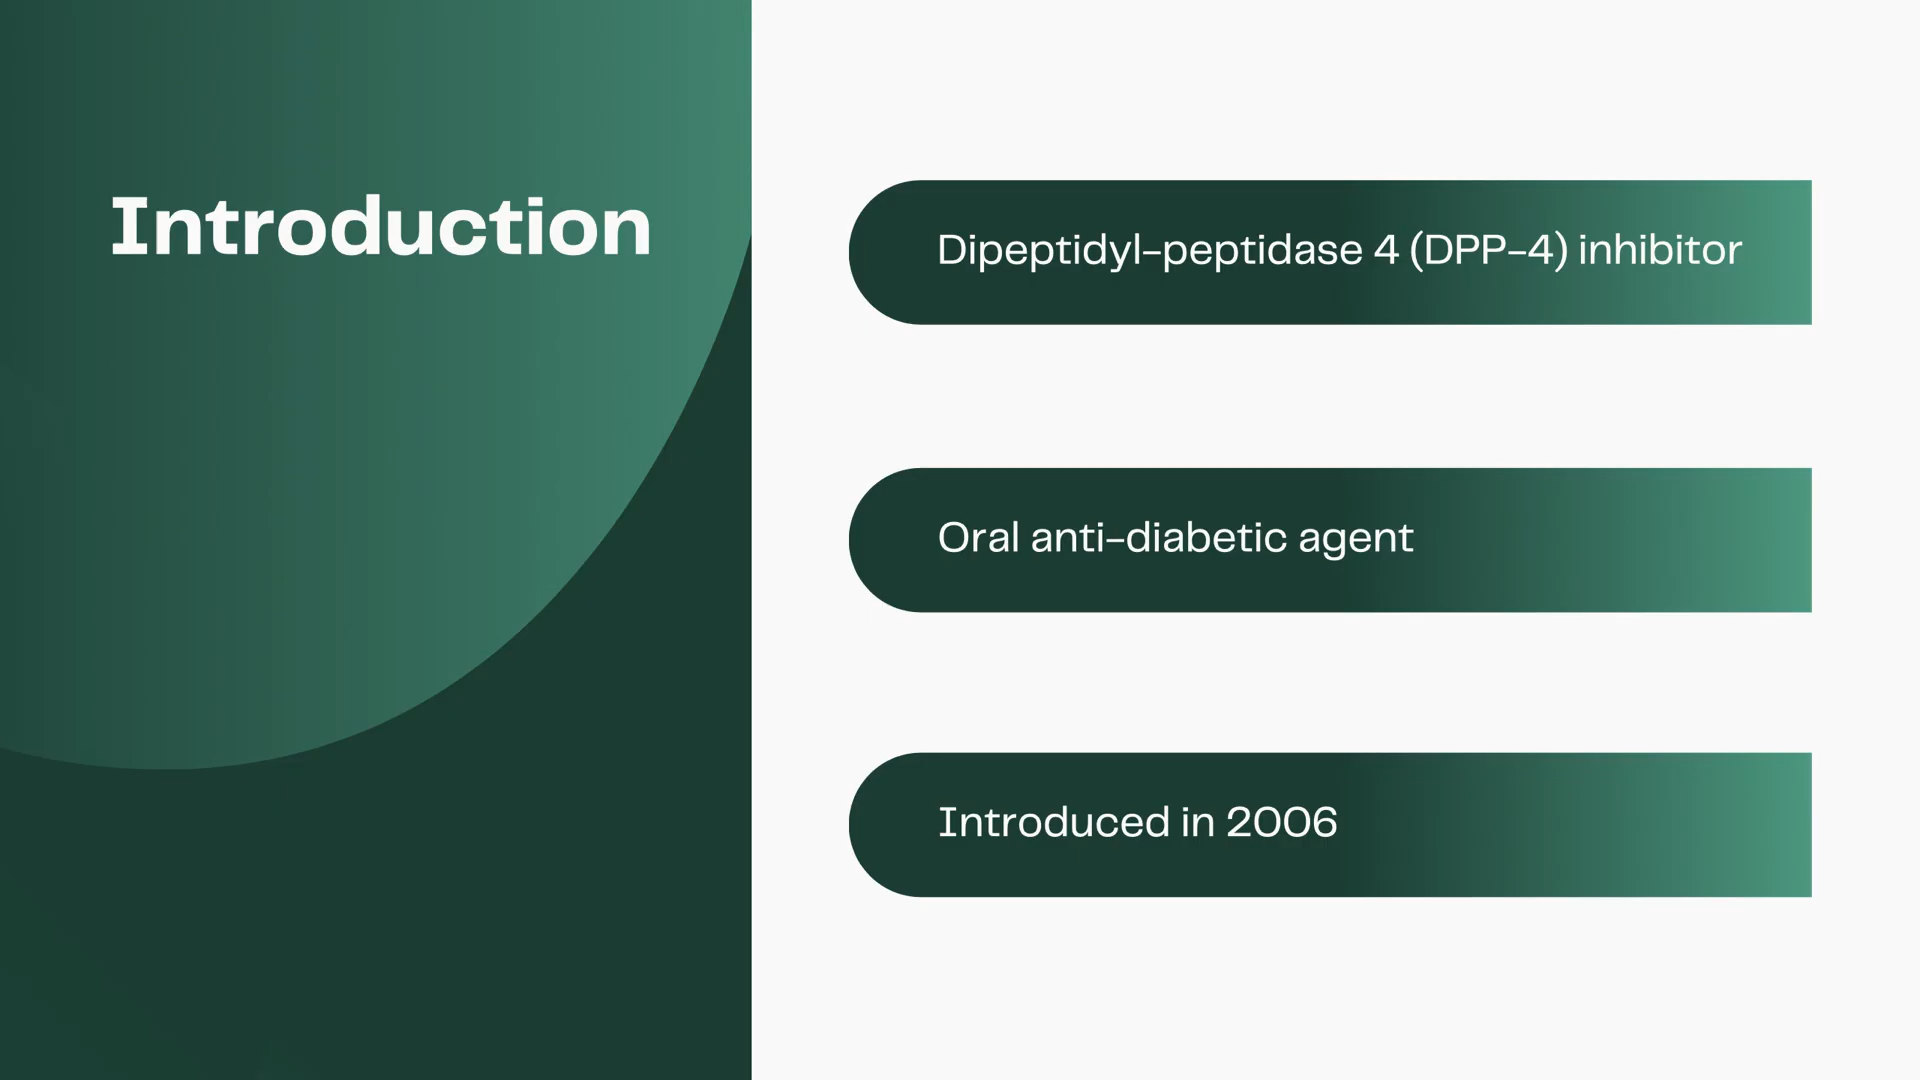 Introduction
Dipeptidyl-peptidase 4 (DPP-4) inhibitor
Oral anti-diabetic agent
Introduced in 2006